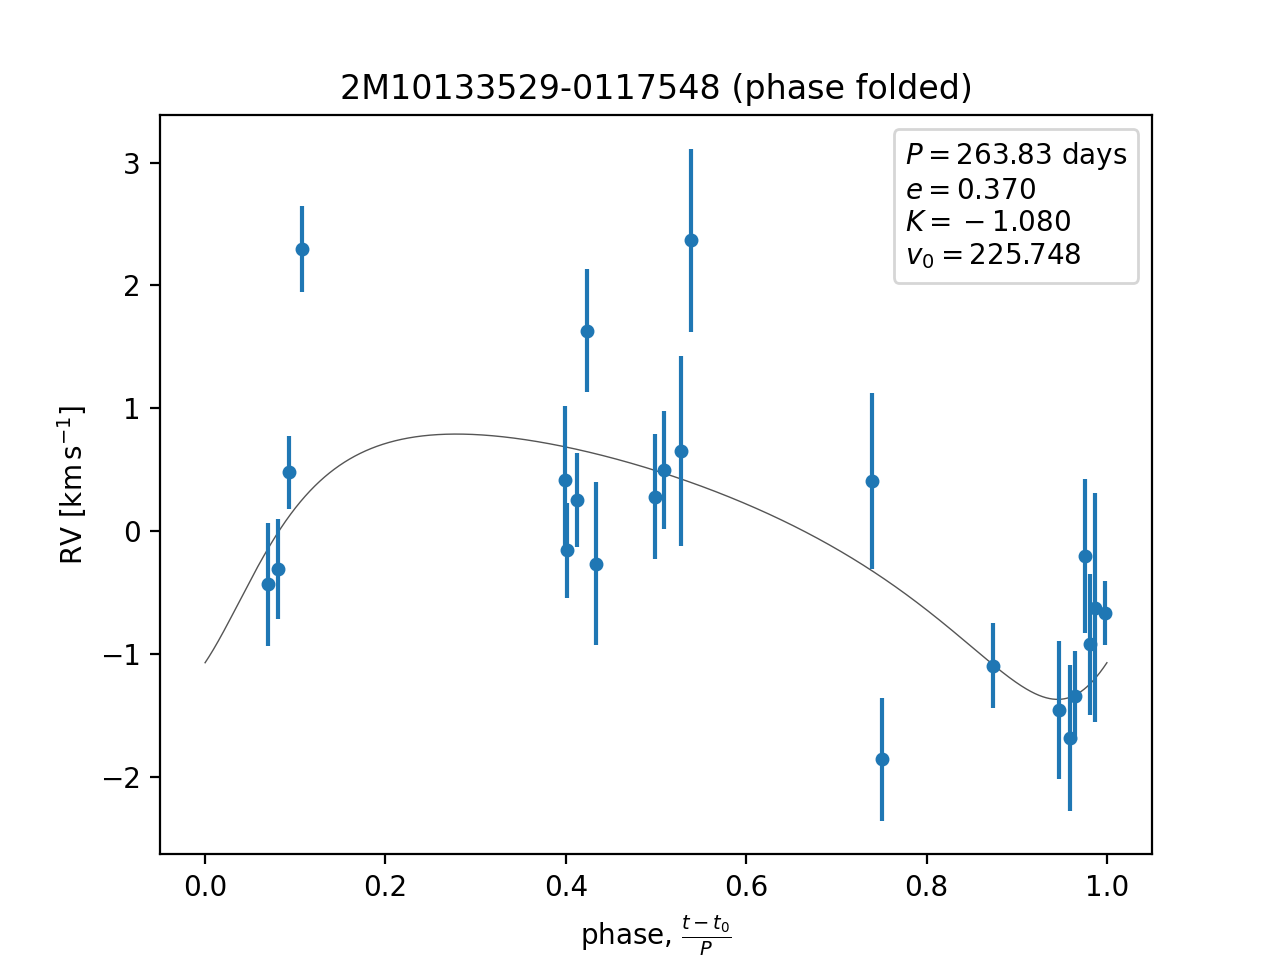 2M10133529-0117548 (phase folded)
P = 263.83 days
e = 0.370
K = −1.080
v₀ = 225.748
RV [km s⁻¹]
3
2
1
0
−1
−2
0.0 0.2 0.4 0.6 0.8 1.0
phase, (t − t₀)/P